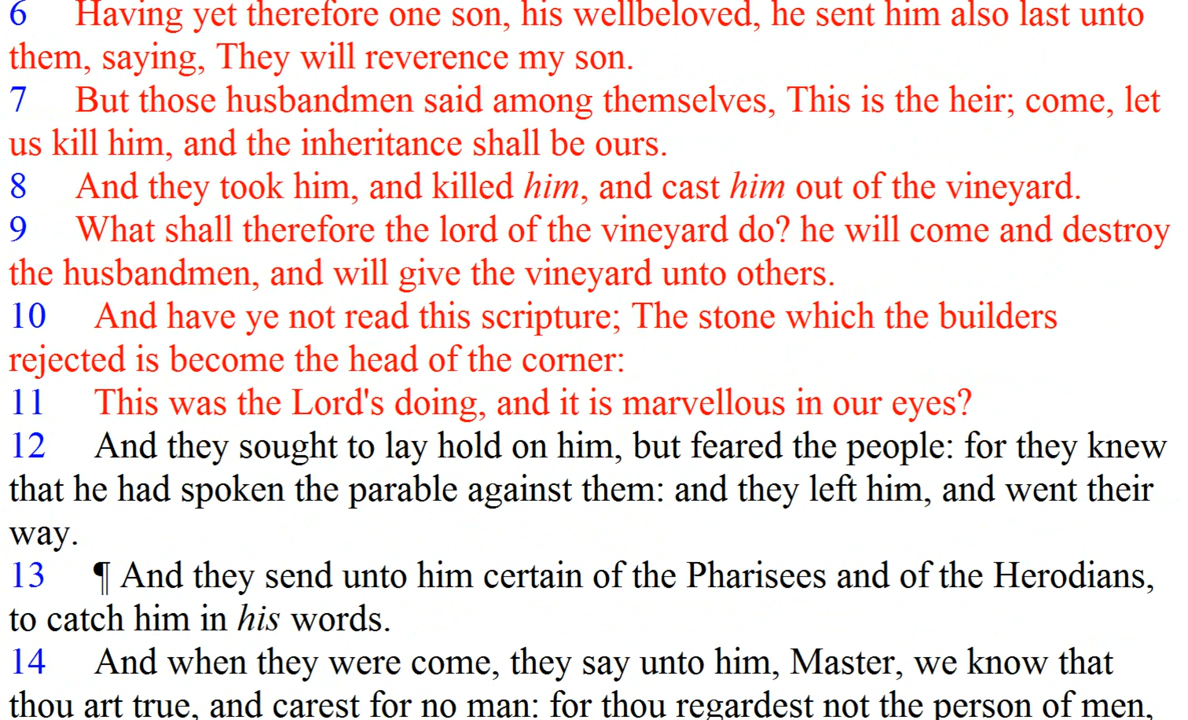 6 Having yet therefore one son, his wellbeloved, he sent him also last unto
them, saying, They will reverence my son.
7 But those husbandmen said among themselves, This is the heir; come, let
us kill him, and the inheritance shall be ours.
8 And they took him, and killed him, and cast him out of the vineyard.
9 What shall therefore the lord of the vineyard do? he will come and destroy
the husbandmen, and will give the vineyard unto others.
10 And have ye not read this scripture; The stone which the builders
rejected is become the head of the corner:
11 This was the Lord's doing, and it is marvellous in our eyes?
12 And they sought to lay hold on him, but feared the people: for they knew
that he had spoken the parable against them: and they left him, and went their
way.
13 ¶ And they send unto him certain of the Pharisees and of the Herodians,
to catch him in his words.
14 And when they were come, they say unto him, Master, we know that
thou art true, and carest for no man: for thou regardest not the person of men,